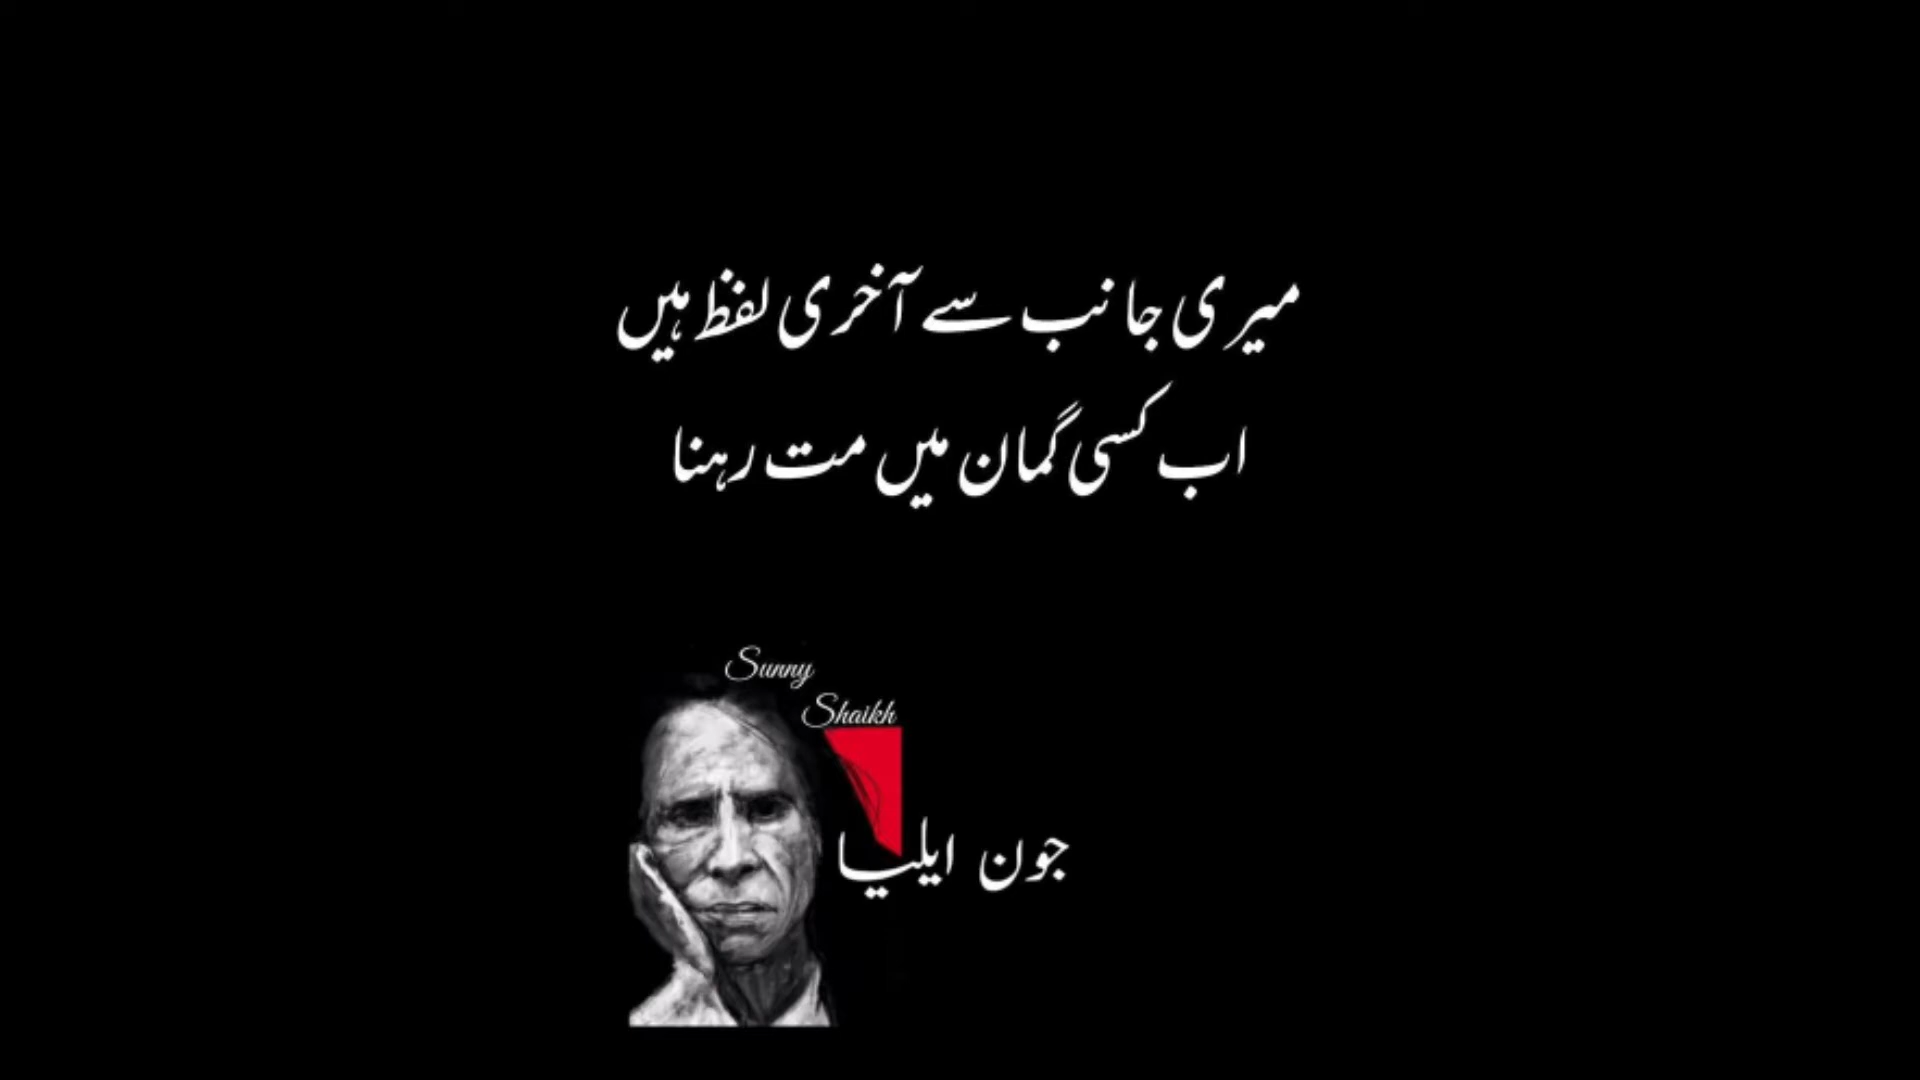 میری جانب سے آخری لفظ ہیں
اب کسی گمان میں مت رہنا
Sunny
Shaikh
جون ایلیا